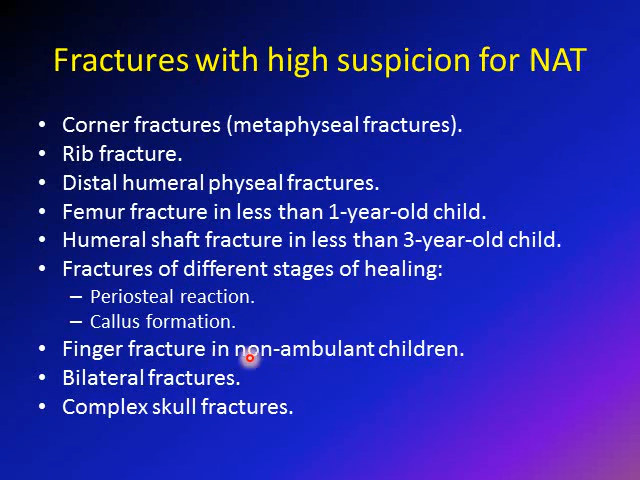 Fractures with high suspicion for NAT
• Corner fractures (metaphyseal fractures).
• Rib fracture.
• Distal humeral physeal fractures.
• Femur fracture in less than 1-year-old child.
• Humeral shaft fracture in less than 3-year-old child.
• Fractures of different stages of healing:
– Periosteal reaction.
– Callus formation.
• Finger fracture in non-ambulant children.
• Bilateral fractures.
• Complex skull fractures.